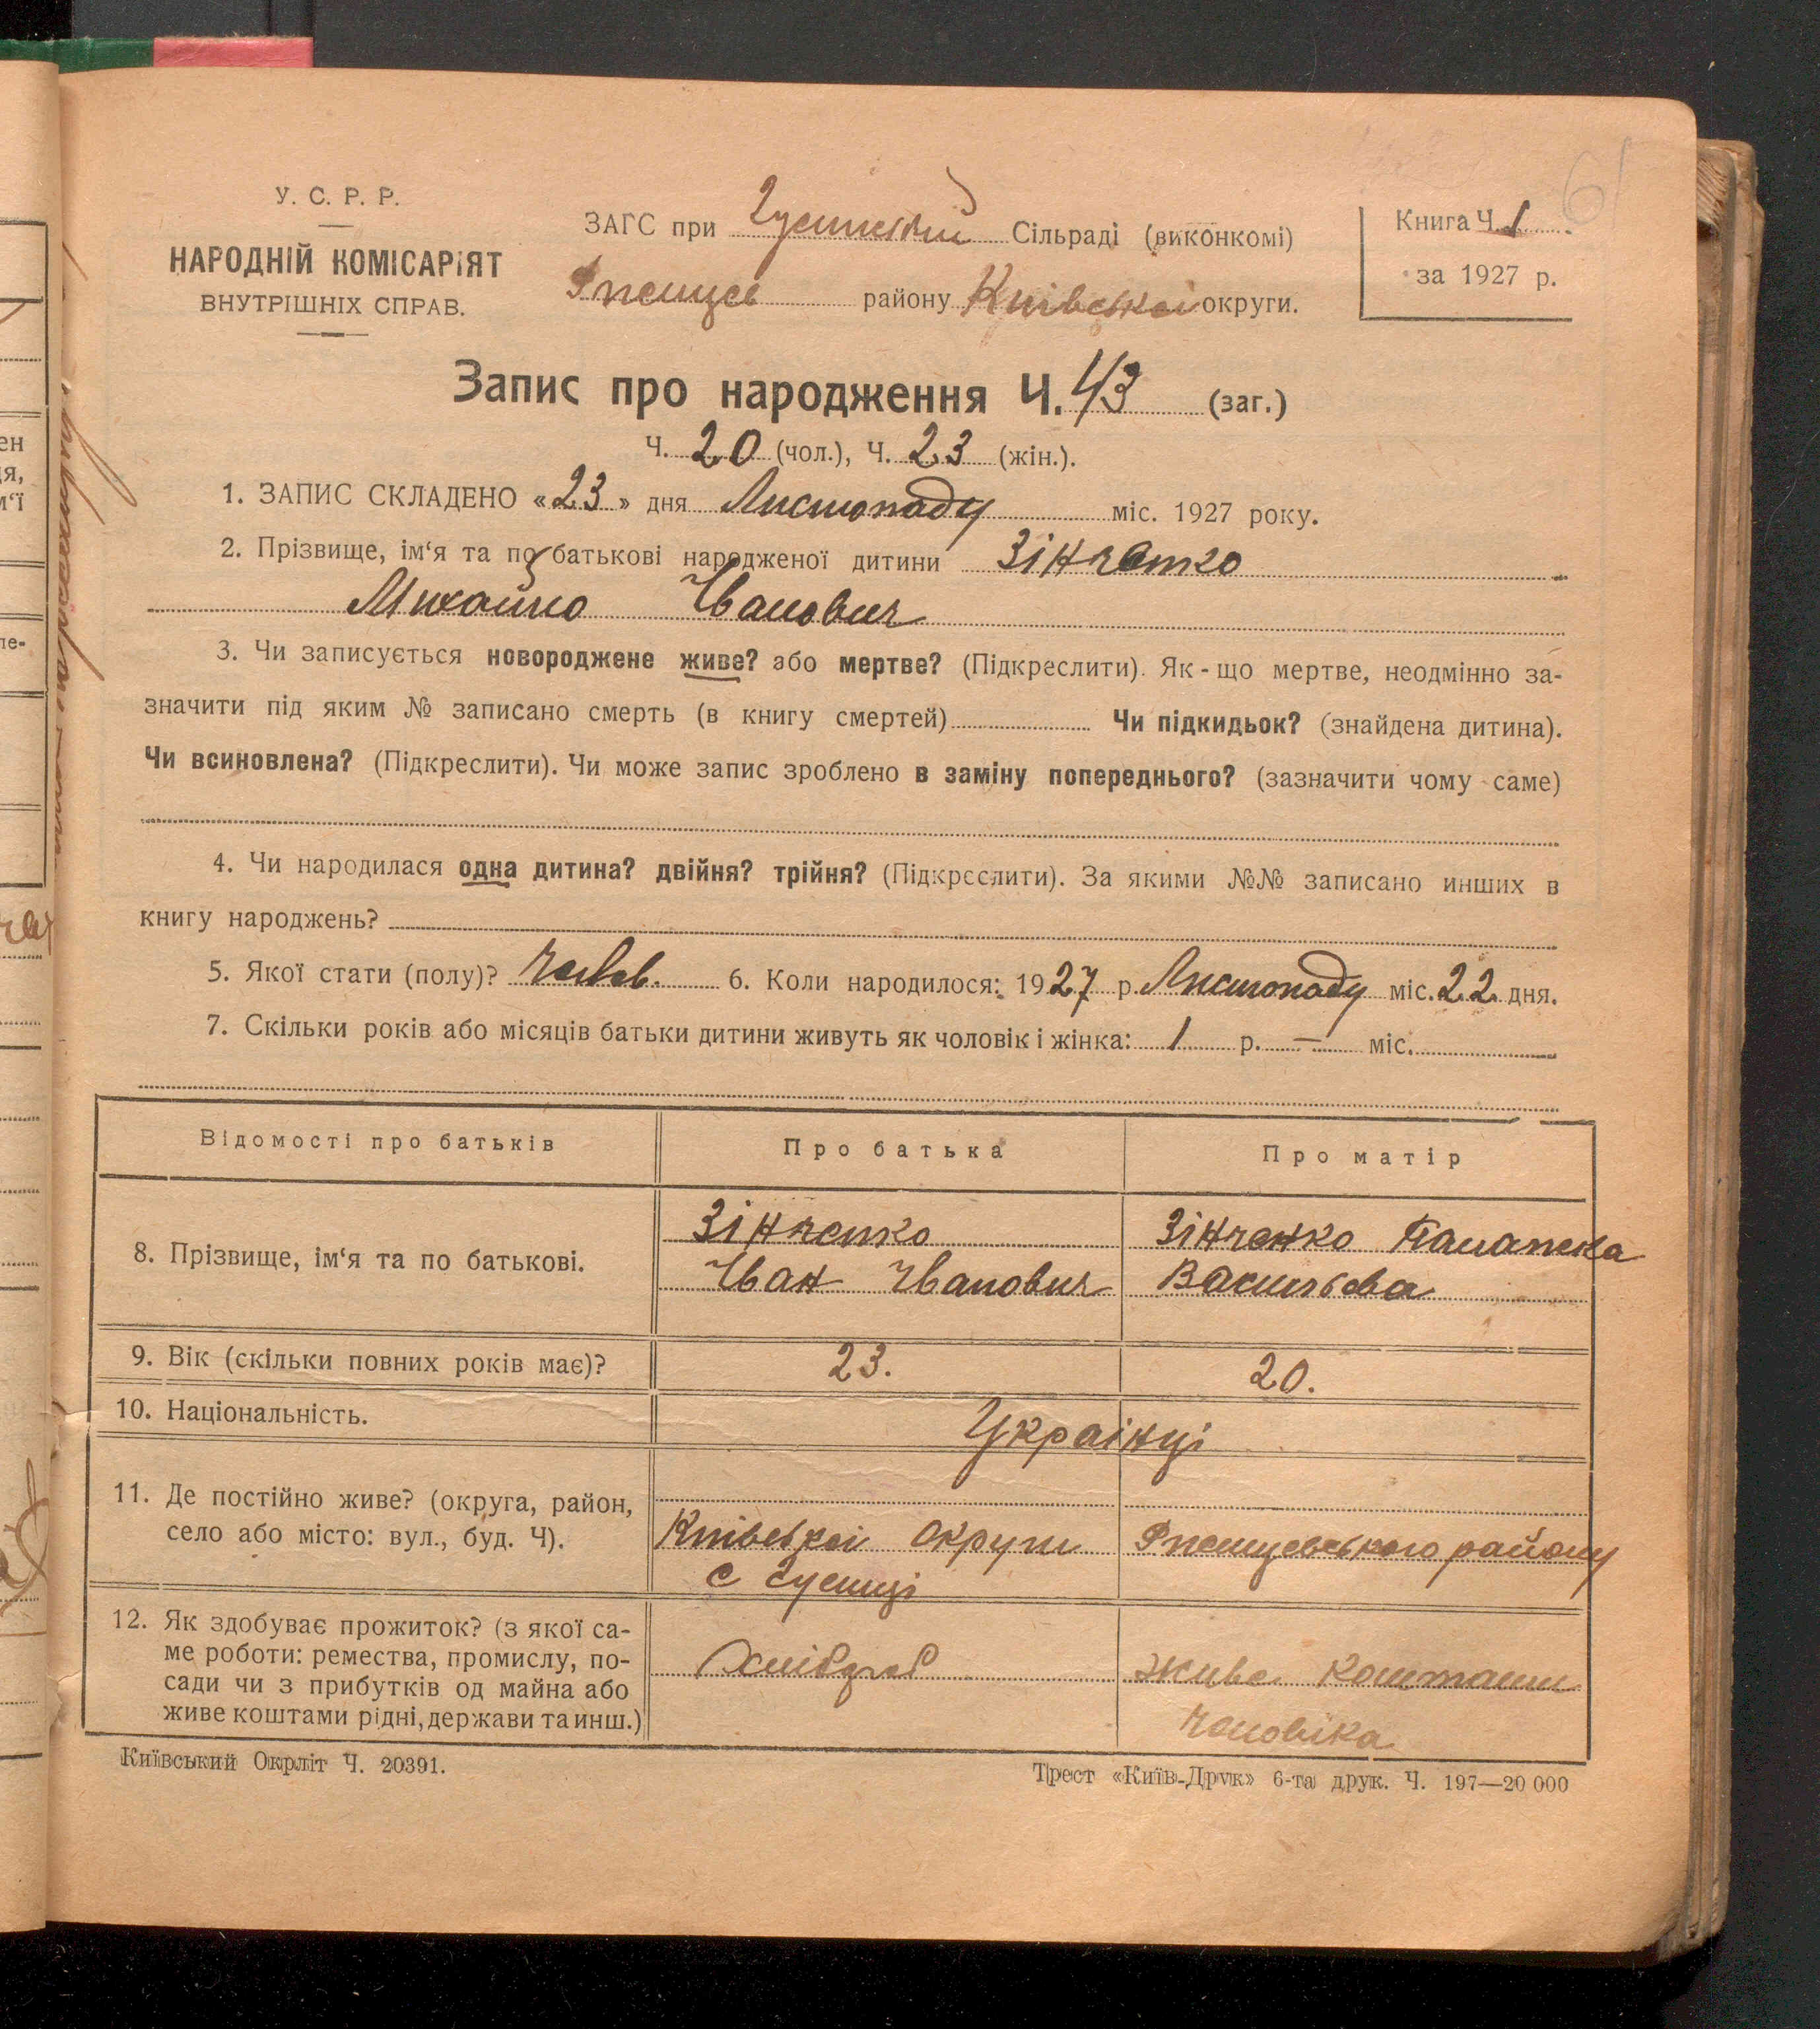 61
У. С. Р. Р.
НАРОДНІЙ КОМІСАРІЯТ
ВНУТРІШНІХ СПРАВ.
ЗАГС при Гусинській Сільраді (виконкомі)
Ржищев району Київської округи.
Книга Ч. 1
за 1927 р.
Запис про народження Ч. 43 (заг.)
Ч. 20 (чол.), Ч. 23 (жін.).
1. ЗАПИС СКЛАДЕНО «23» дня Листопаду міс. 1927 року.
2. Прізвище, ім‘я та по батькові народженої дитини Зінченко
Михайло Іванович
3. Чи записується новороджене живе? або мертве? (Підкреслити). Як - що мертве, неодмінно за-
значити під яким № записано смерть (в книгу смертей) Чи підкидьок? (знайдена дитина).
Чи всиновлена? (Підкреслити). Чи може запис зроблено в заміну попереднього? (зазначити чому саме)
4. Чи народилася одна дитина? двійня? трійня? (Підкреслити). За якими №№ записано инших в
книгу народжень?
5. Якої стати (полу)? Чолов. 6. Коли народилося: 1927 р. Листопаду міс. 22 дня.
7. Скільки років або місяців батьки дитини живуть як чоловік і жінка: 1 р. — міс.
Відомості про батьків Про батька Про матір
8. Прізвище, ім‘я та по батькові.
Зінченко
Іван Іванович
Зінченко Палажка
Васильова
9. Вік (скільки повних років має)? 23. 20.
10. Національність. Українці
11. Де постійно живе? (округа, район,
село або місто: вул., буд. Ч).
Київської округи Ржищевського району
с Гусинці
12. Як здобуває прожиток? (з якої са-
ме роботи: ремества, промислу, по-
сади чи з прибутків од майна або
живе коштами рідні, держави та инш.)
Хлібороб
живе коштами
чоловіка
Київський Окрліт Ч. 20391.
Трест «Київ-Друк» 6-та друк. Ч. 197—20 000